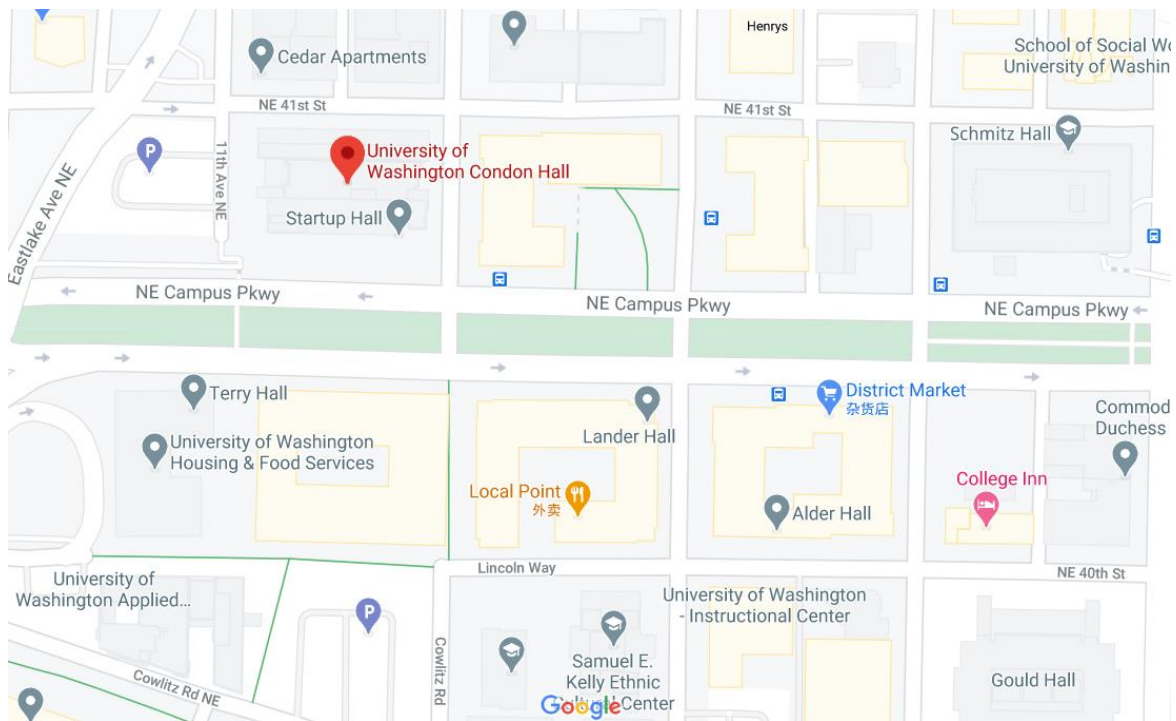 Henrys
Cedar Apartments
School of Social Wo
University of Washin
NE 41st St
NE 41st St
Schmitz Hall
P
University of
Washington Condon Hall
11th Ave NE
Eastlake Ave NE
Startup Hall
NE Campus Pkwy
NE Campus Pkwy
NE Campus Pkwy
Terry Hall
District Market
杂货店
Lander Hall
Commod
Duchess
University of Washington
Housing & Food Services
College Inn
Local Point
外卖
Alder Hall
Lincoln Way
NE 40th St
University of
Washington Applied...
University of Washington
- Instructional Center
P
Cowlitz Rd
Samuel E.
Kelly Ethnic
Cultural Center
Gould Hall
Cowlitz Rd NE
Google